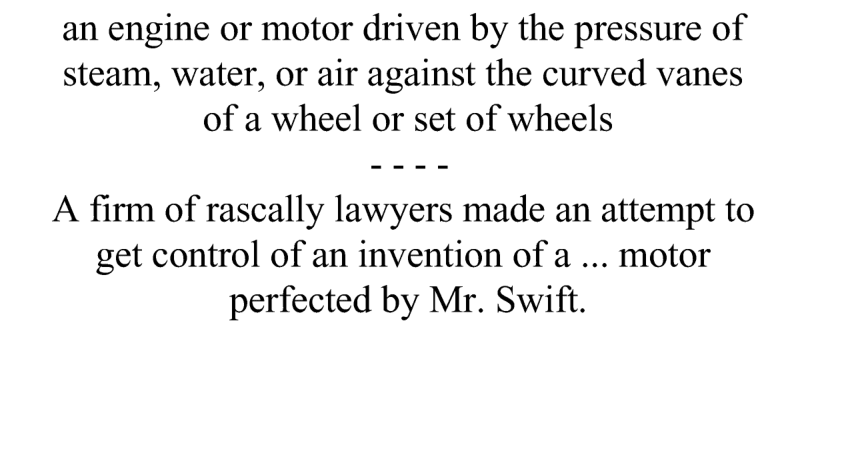 an engine or motor driven by the pressure of
steam, water, or air against the curved vanes
of a wheel or set of wheels
- - - -
A firm of rascally lawyers made an attempt to
get control of an invention of a ... motor
perfected by Mr. Swift.